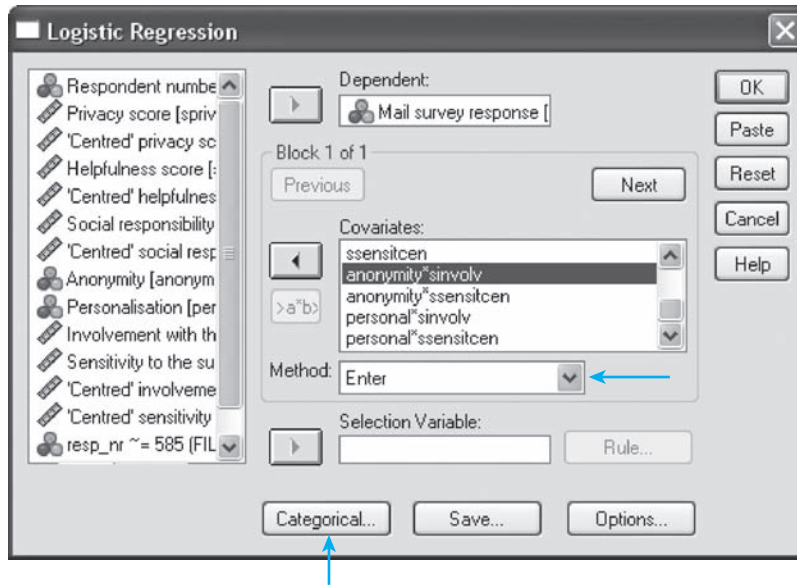 Logistic Regression
Respondent numbe
Privacy score [spriv
'Centred' privacy sc
Helpfulness score [:
'Centred' helpfulnes
Social responsibility
'Centred' social resp
Anonymity [anonym
Personalisation [per
Involvement with th
Sensitivity to the su
'Centred' involveme
'Centred' sensitivity
resp_nr ~= 585 (FIL
Dependent:
Mail survey response [
Block 1 of 1
Previous
Next
Covariates:
ssensitcen
anonymity*sinvolv
anonymity*ssensitcen
personal*sinvolv
personal*ssensitcen
>a*b>
Method:
Enter
Selection Variable:
Rule...
Categorical...
Save...
Options...
OK
Paste
Reset
Cancel
Help